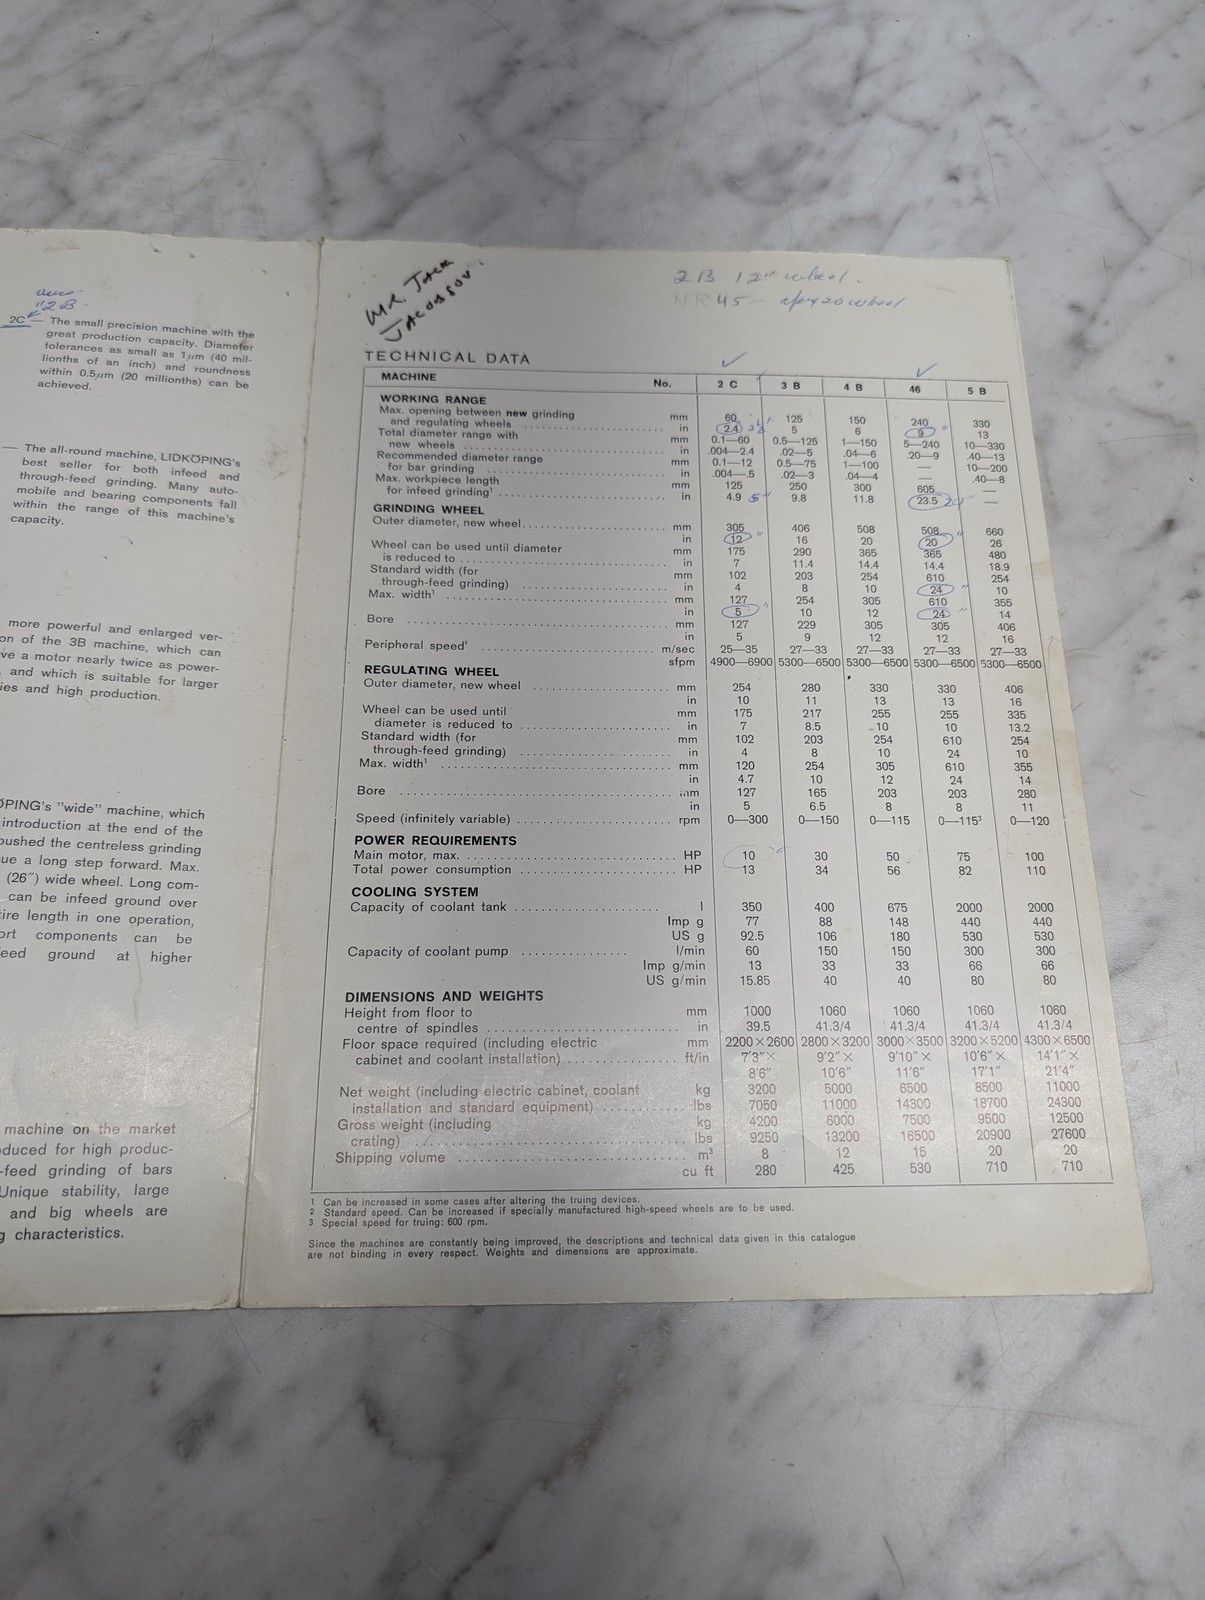 "2B
2C — The small precision machine with the
great production capacity. Diameter
tolerances as small as 1μm (40 mil-
lionths of an inch) and roundness
within 0.5μm (20 millionths) can be
achieved.
— The all-round machine, LIDKÖPING's
best seller for both infeed and
through-feed grinding. Many auto-
mobile and bearing components fall
within the range of this machine's
capacity.
more powerful and enlarged ver-
on of the 3B machine, which can
ve a motor nearly twice as power-
, and which is suitable for larger
ies and high production.
ÖPING's "wide" machine, which
introduction at the end of the
pushed the centreless grinding
ue a long step forward. Max.
(26") wide wheel. Long com-
can be infeed ground over
tire length in one operation,
ort components can be
eed ground at higher
machine on the market
oduced for high produc-
-feed grinding of bars
Unique stability, large
and big wheels are
g characteristics.
Mr. Jack
Jacobsov
2B 12" wheel.
NR 45 — 20 wheel
TECHNICAL DATA
MACHINE No. 2 C 3 B 4 B 46 5 B
WORKING RANGE
Max. opening between new grinding mm 60 125 150 240 330
and regulating wheels in 2.4 5 6 9 " 13
Total diameter range with mm 0.1—60 0.5—125 1—150 5—240 10—330
new wheels in .004—2.4 .02—5 .04—6 .20—9 .40—13
Recommended diameter range mm 0.1—12 0.5—75 1—100 — 10—200
for bar grinding in .004—.5 .02—3 .04—4 — .40—8
Max. workpiece length mm 125 250 300 605 —
for infeed grinding¹ in 4.9 5" 9.8 11.8 23.5 —
GRINDING WHEEL
Outer diameter, new wheel mm 305 406 508 508 660
in 12 " 16 20 20 " 26
Wheel can be used until diameter mm 175 290 365 365 480
is reduced to in 7 11.4 14.4 14.4 18.9
Standard width (for mm 102 203 254 610 254
through-feed grinding) in 4 8 10 24 " 10
Max. width¹ mm 127 254 305 610 355
in 5 " 10 12 24 " 14
Bore mm 127 229 305 305 406
in 5 9 12 12 16
Peripheral speed² m/sec 25—35 27—33 27—33 27—33 27—33
sfpm 4900—6900 5300—6500 5300—6500 5300—6500 5300—6500
REGULATING WHEEL
Outer diameter, new wheel mm 254 280 330 330 406
in 10 11 13 13 16
Wheel can be used until mm 175 217 255 255 335
diameter is reduced to in 7 8.5 10 10 13.2
Standard width (for mm 102 203 254 610 254
through-feed grinding) in 4 8 10 24 10
Max. width¹ mm 120 254 305 610 355
in 4.7 10 12 24 14
Bore mm 127 165 203 203 280
in 5 6.5 8 8 11
Speed (infinitely variable) rpm 0—300 0—150 0—115 0—115³ 0—120
POWER REQUIREMENTS
Main motor, max. HP 10 30 50 75 100
Total power consumption HP 13 34 56 82 110
COOLING SYSTEM
Capacity of coolant tank l 350 400 675 2000 2000
Imp g 77 88 148 440 440
US g 92.5 106 180 530 530
Capacity of coolant pump l/min 60 150 150 300 300
Imp g/min 13 33 33 66 66
US g/min 15.85 40 40 80 80
DIMENSIONS AND WEIGHTS
Height from floor to mm 1000 1060 1060 1060 1060
centre of spindles in 39.5 41.3/4 41.3/4 41.3/4 41.3/4
Floor space required (including electric mm 2200×2600 2800×3200 3000×3500 3200×5200 4300×6500
cabinet and coolant installation) ft/in 7'3"× 9'2"× 9'10"× 10'6"× 14'1"×
8'6" 10'6" 11'6" 17'1" 21'4"
Net weight (including electric cabinet, coolant kg 3200 5000 6500 8500 11000
installation and standard equipment) lbs 7050 11000 14300 18700 24300
Gross weight (including kg 4200 6000 7500 9500 12500
crating) lbs 9250 13200 16500 20900 27600
Shipping volume m³ 8 12 15 20 20
cu ft 280 425 530 710 710
1 Can be increased in some cases after altering the truing devices.
2 Standard speed. Can be increased if specially manufactured high-speed wheels are to be used.
3 Special speed for truing: 600 rpm.
Since the machines are constantly being improved, the descriptions and technical data given in this catalogue
are not binding in every respect. Weights and dimensions are approximate.